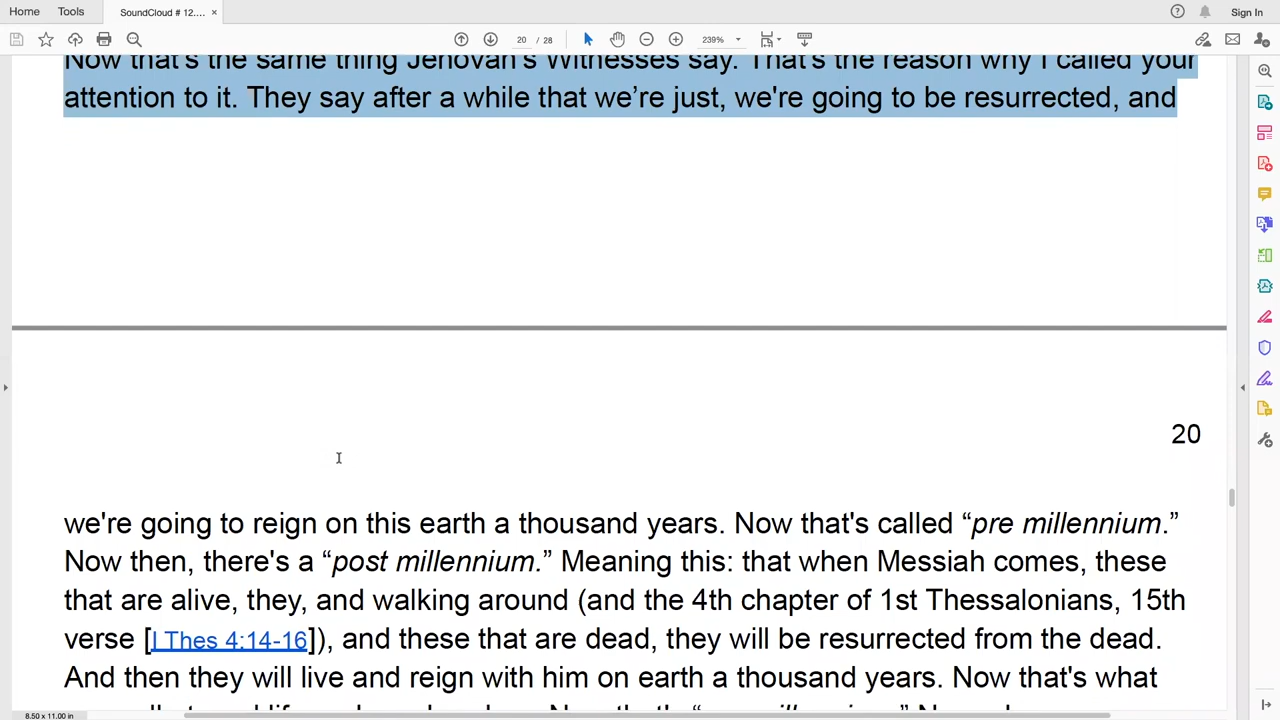 Home
Tools
SoundCloud # 12....
×
Sign In
20 / 28
239%
Now that's the same thing Jehovah's Witnesses say. That's the reason why I called your
attention to it. They say after a while that we’re just, we're going to be resurrected, and
20
we're going to reign on this earth a thousand years. Now that's called “pre millennium.”
Now then, there's a “post millennium.” Meaning this: that when Messiah comes, these
that are alive, they, and walking around (and the 4th chapter of 1st Thessalonians, 15th
verse [I Thes 4:14-16]), and these that are dead, they will be resurrected from the dead.
And then they will live and reign with him on earth a thousand years. Now that's what
8.50 x 11.00 in